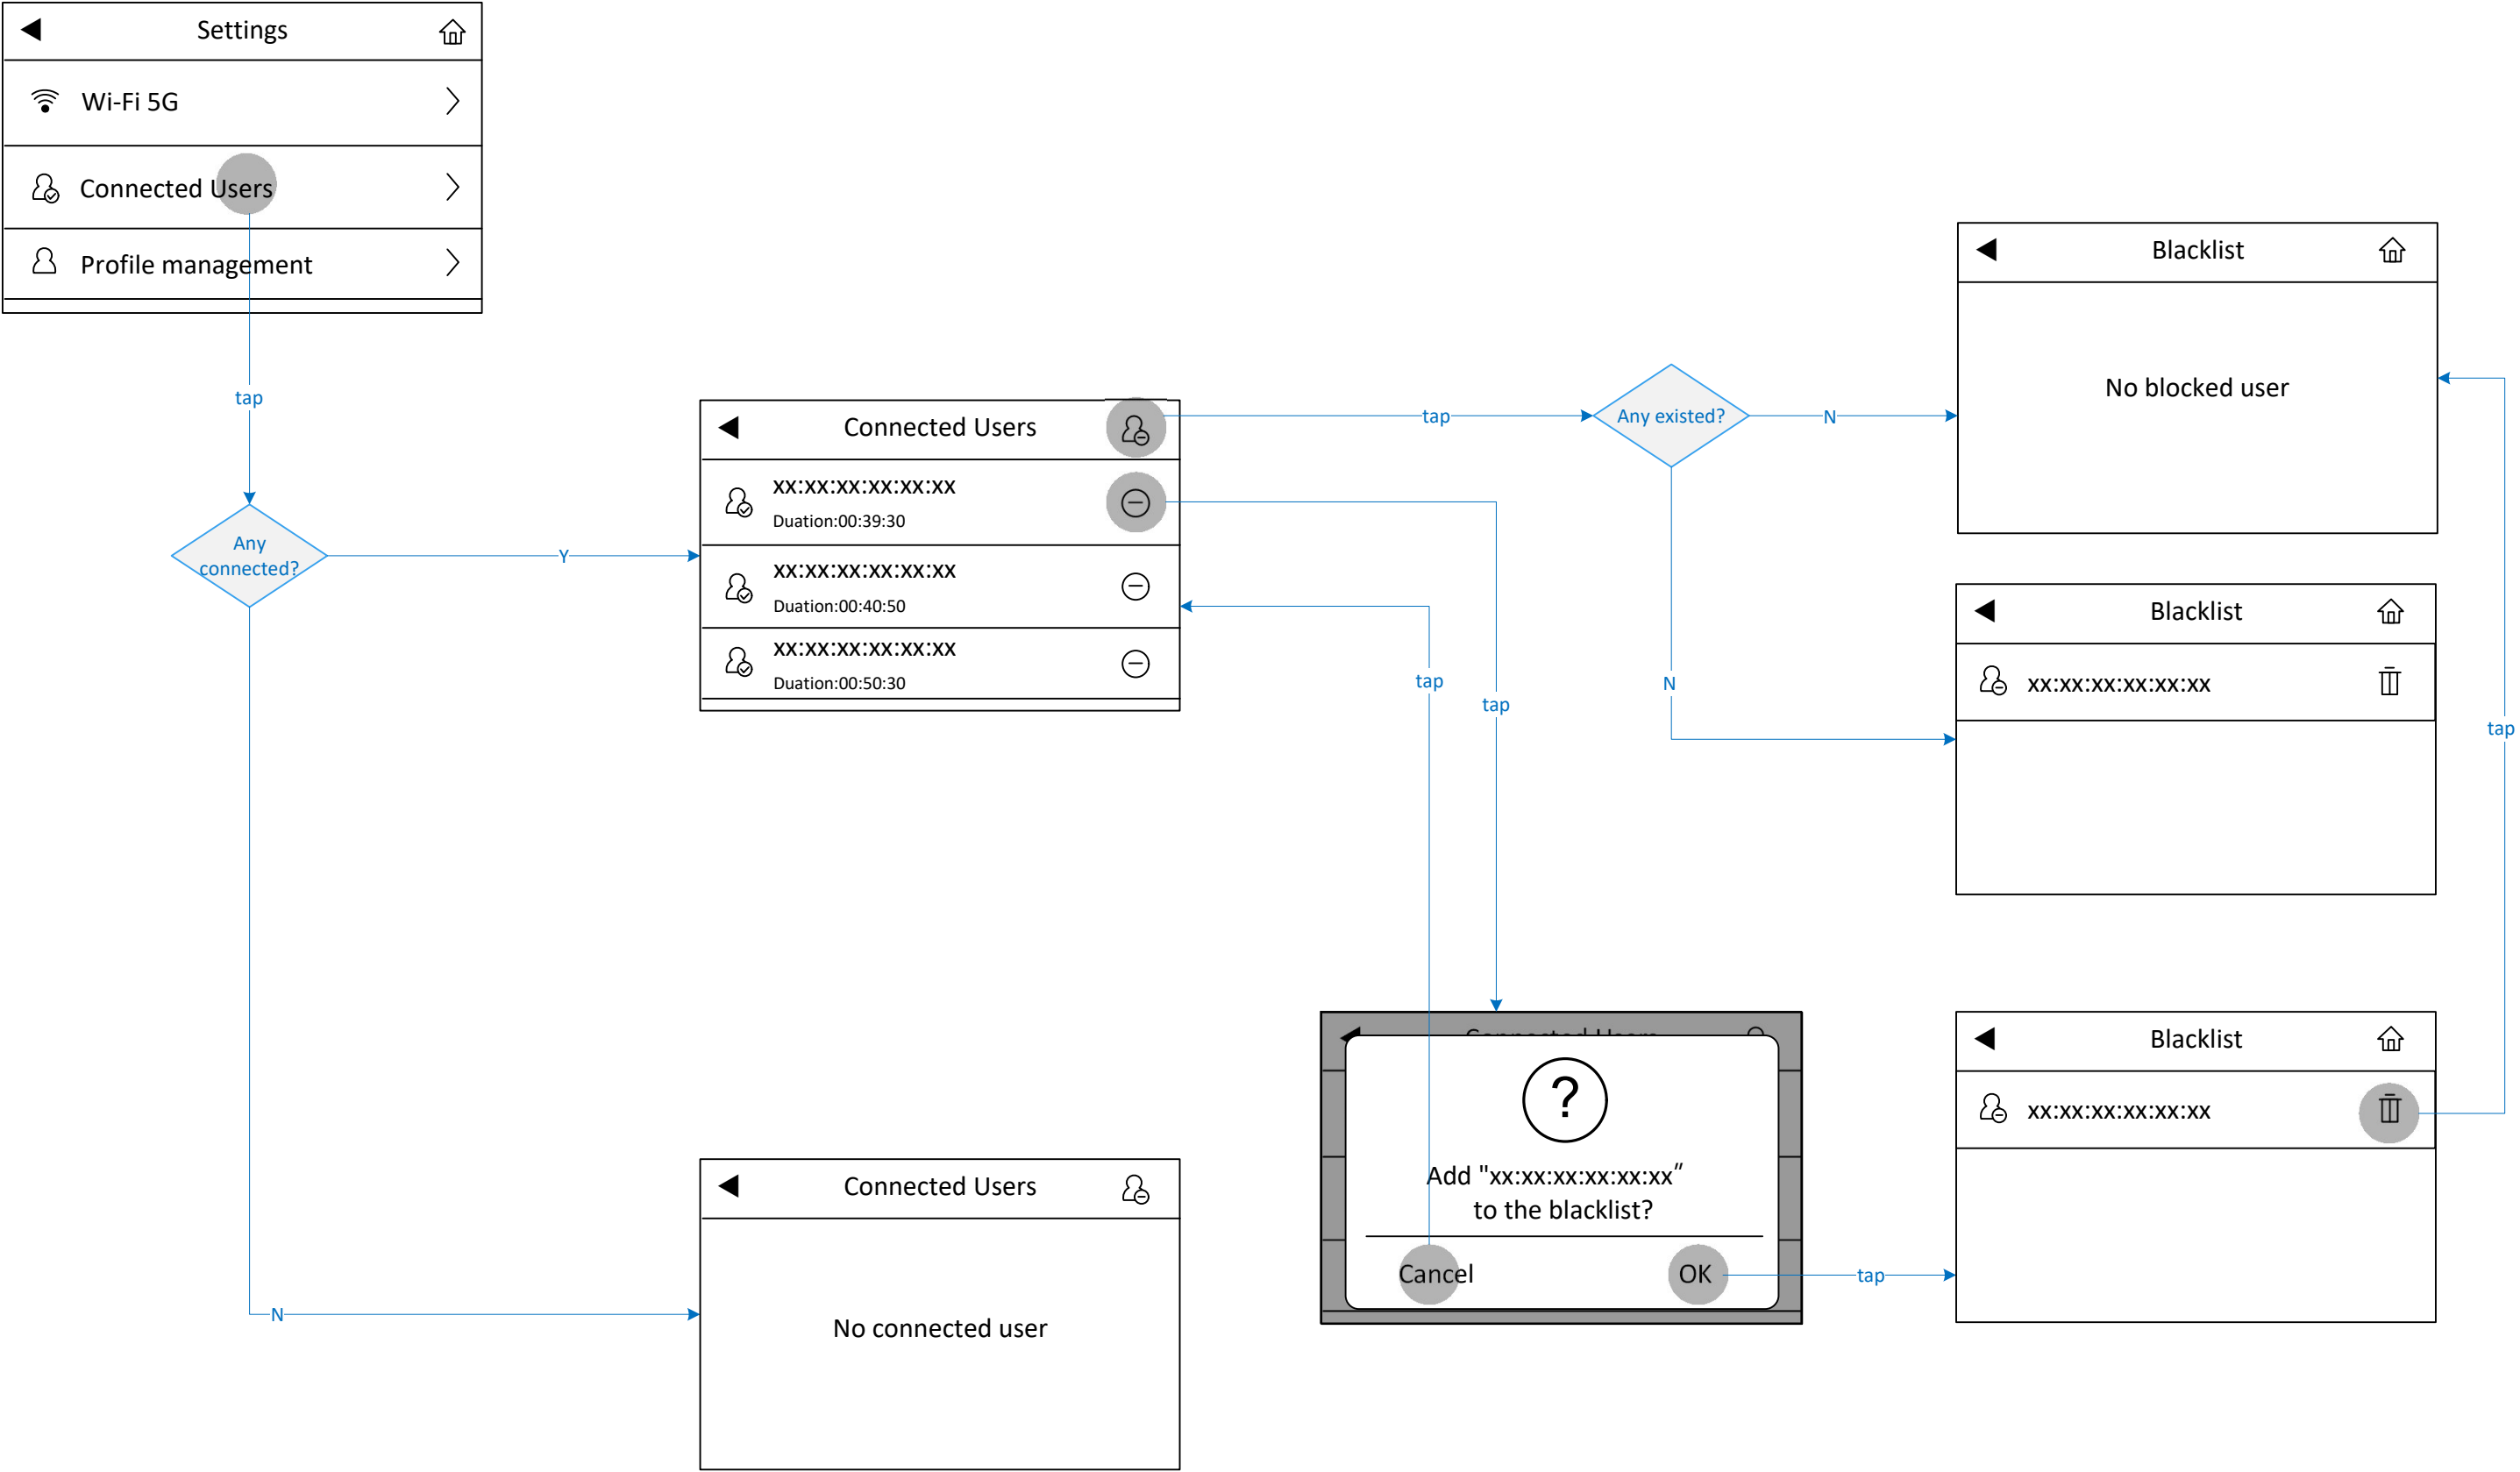 Settings
Wi-Fi 5G
Connected Users
Profile management
tap
Any
connected?
Y
N
Connected Users
xx:xx:xx:xx:xx:xx
Duation:00:39:30
xx:xx:xx:xx:xx:xx
Duation:00:40:50
xx:xx:xx:xx:xx:xx
Duation:00:50:30
tap
Any existed?
N
N
Blacklist
No blocked user
Blacklist
xx:xx:xx:xx:xx:xx
tap
tap
tap
Connected Users
?
Add "xx:xx:xx:xx:xx:xx”
to the blacklist?
Cancel
OK
tap
Blacklist
xx:xx:xx:xx:xx:xx
Connected Users
No connected user